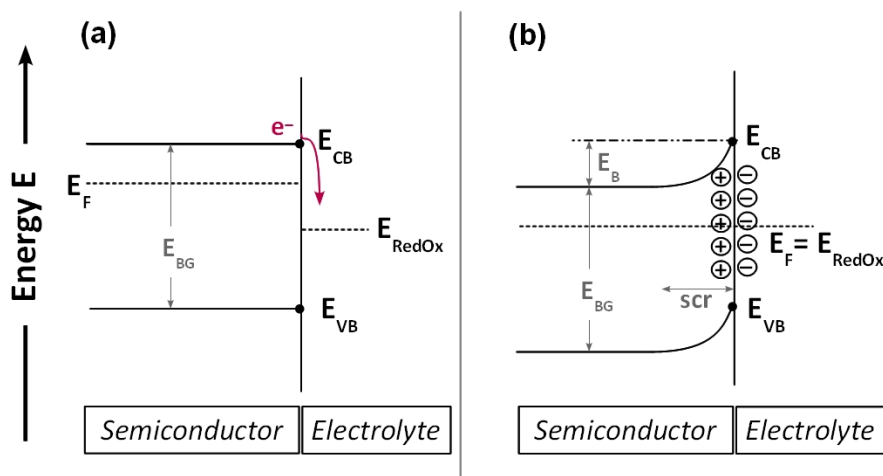 Energy E
(a)
e⁻
E_CB
E_F
E_RedOx
E_BG
E_VB
Semiconductor
Electrolyte
(b)
E_CB
E_B
E_F = E_RedOx
E_BG
scr
E_VB
Semiconductor
Electrolyte